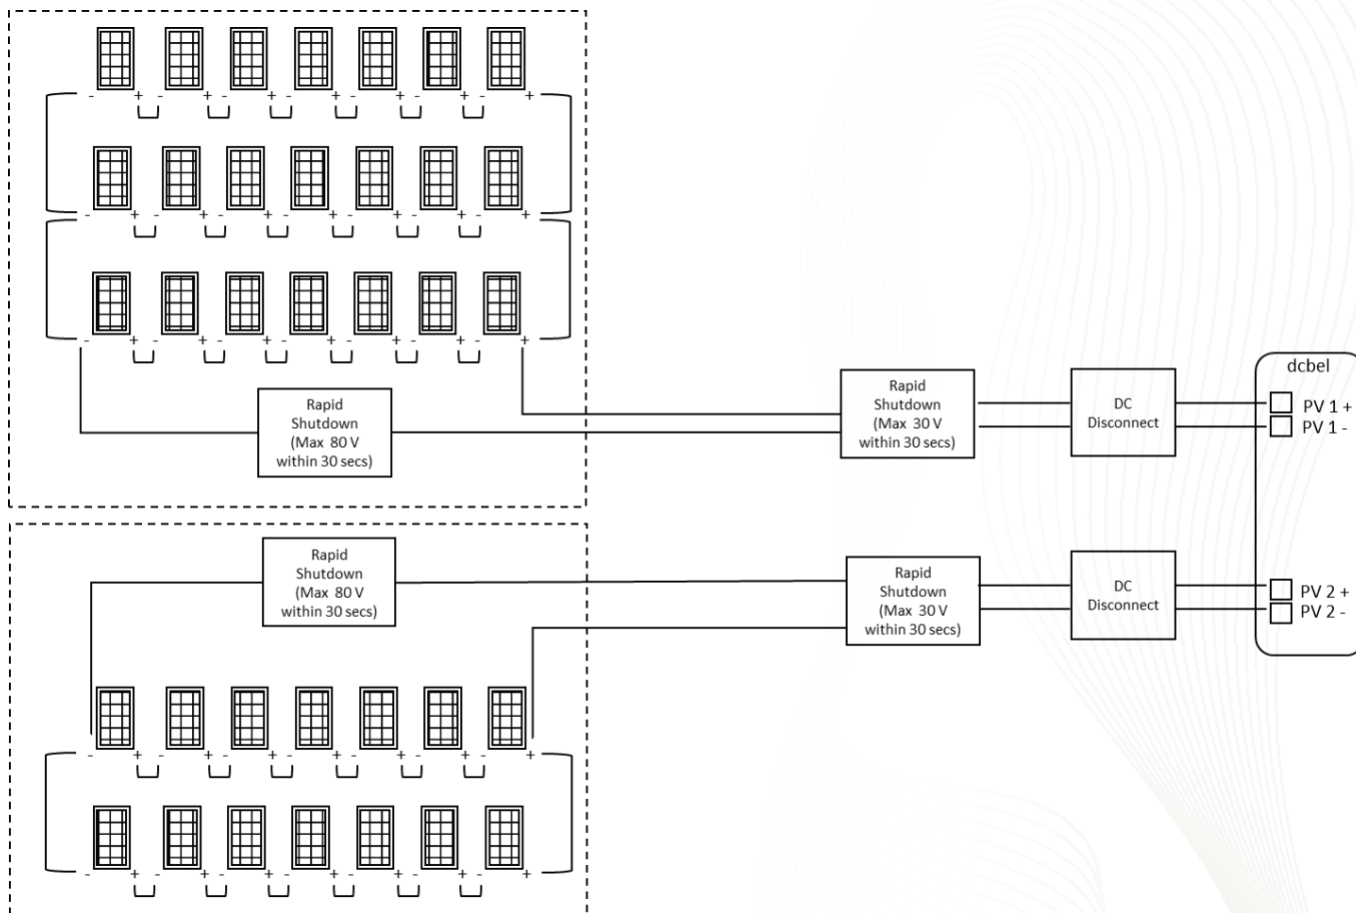 Rapid
Shutdown
(Max 80 V
within 30 secs)
Rapid
Shutdown
(Max 30 V
within 30 secs)
DC
Disconnect
dcbel
PV 1 +
PV 1 -
Rapid
Shutdown
(Max 80 V
within 30 secs)
Rapid
Shutdown
(Max 30 V
within 30 secs)
DC
Disconnect
PV 2 +
PV 2 -